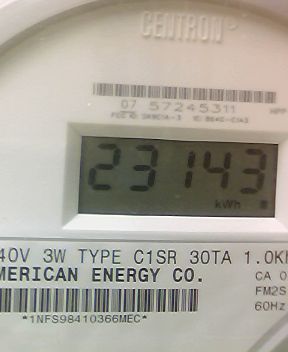 CENTRON
07 57245311
23143
kWh
40V 3W TYPE C1SR 30TA 1.0K
MERICAN ENERGY CO.
CA 0
FM2S
60Hz
*1NFS98410366MEC*